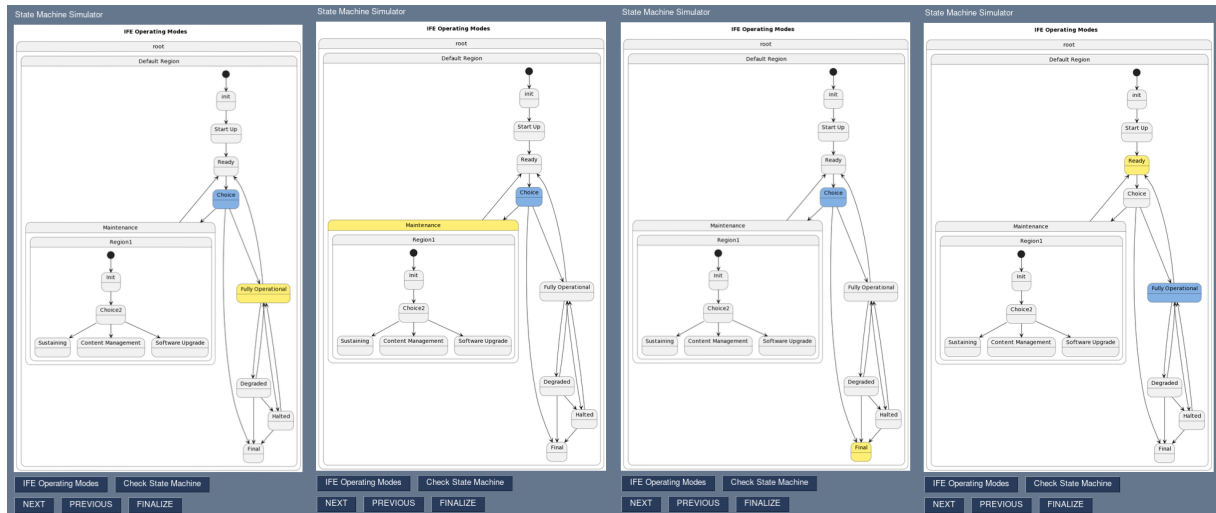 State Machine Simulator
IFE Operating Modes
root
Default Region
init
Start Up
Ready
Choice
Maintenance
Region1
Init
Choice2
Fully Operational
Sustaining
Content Management
Software Upgrade
Degraded
Halted
Final
IFE Operating Modes
Check State Machine
NEXT
PREVIOUS
FINALIZE
State Machine Simulator
IFE Operating Modes
root
Default Region
init
Start Up
Ready
Choice
Maintenance
Region1
Init
Fully Operational
Choice2
Sustaining
Content Management
Software Upgrade
Degraded
Halted
Final
IFE Operating Modes
Check State Machine
NEXT
PREVIOUS
FINALIZE
State Machine Simulator
IFE Operating Modes
root
Default Region
init
Start Up
Ready
Choice
Maintenance
Region1
Init
Fully Operational
Choice2
Sustaining
Content Management
Software Upgrade
Degraded
Halted
Final
IFE Operating Modes
Check State Machine
NEXT
PREVIOUS
FINALIZE
State Machine Simulator
IFE Operating Modes
root
Default Region
init
Start Up
Ready
Choice
Maintenance
Region1
Init
Fully Operational
Choice2
Sustaining
Content Management
Software Upgrade
Degraded
Halted
Final
IFE Operating Modes
Check State Machine
NEXT
PREVIOUS
FINALIZE